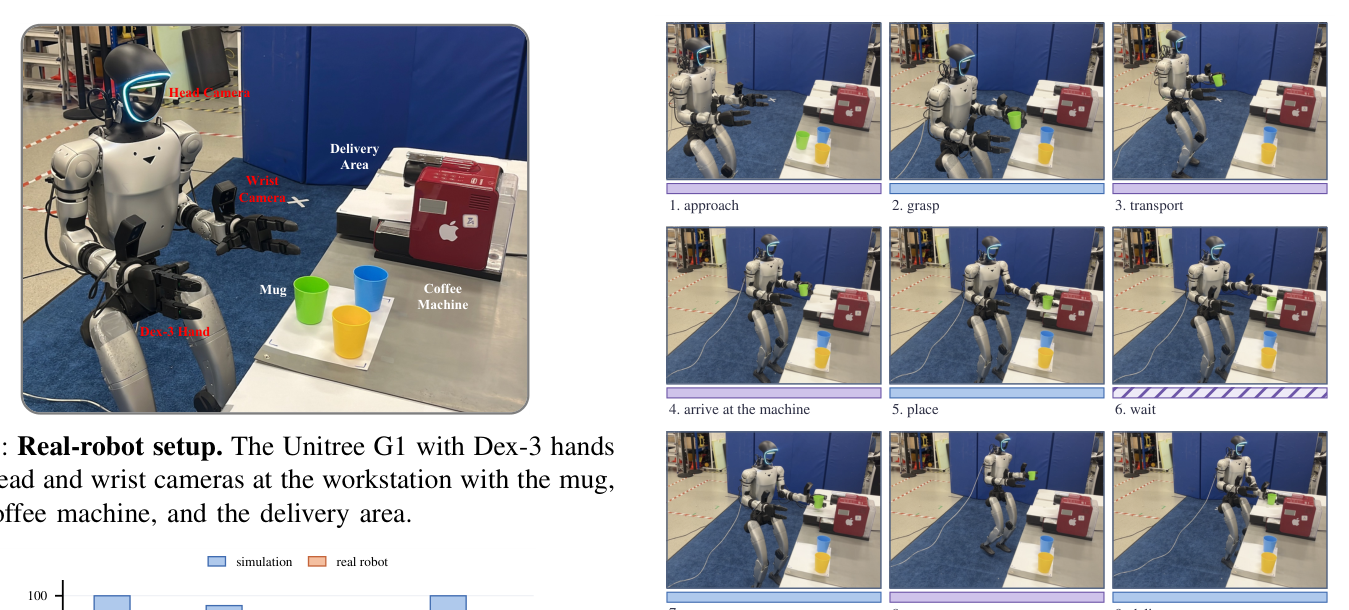 Head Camera
Delivery
Area
Wrist
Camera
Mug
Coffee
Machine
Dex-3 Hand
: Real-robot setup. The Unitree G1 with Dex-3 hands
ead and wrist cameras at the workstation with the mug,
offee machine, and the delivery area.
simulation real robot
100
1. approach
2. grasp
3. transport
4. arrive at the machine
5. place
6. wait